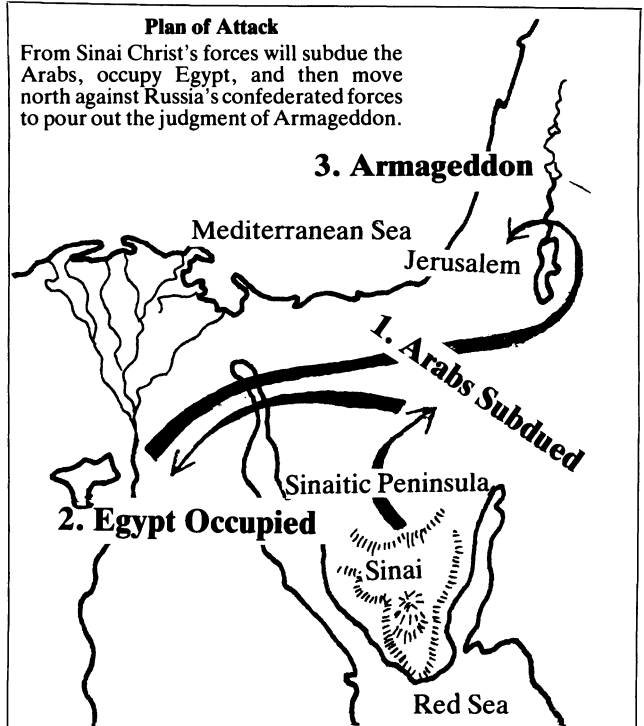 Plan of Attack
From Sinai Christ's forces will subdue the
Arabs, occupy Egypt, and then move
north against Russia's confederated forces
to pour out the judgment of Armageddon.
3. Armageddon
Mediterranean Sea
Jerusalem
1. Arabs Subdued
Sinaitic Peninsula
2. Egypt Occupied
Sinai
Red Sea